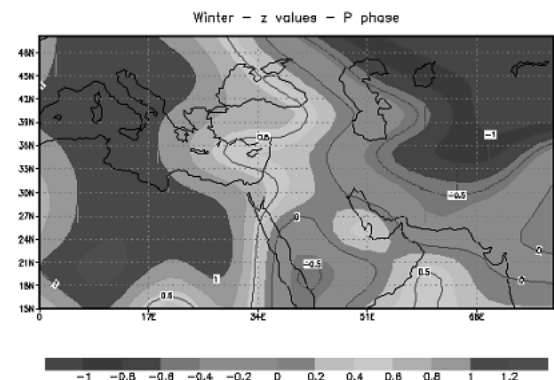 Winter – z values – P phase
48N
45N
42N
39N
36N
33N
30N
27N
24N
21N
18N
15N
0 17E 34E 51E 68E
0.5
-1
-0.5
0
-0.5
0
0
1
0.5
0.5
-1 -0.8 -0.6 -0.4 -0.2 0 0.2 0.4 0.6 0.8 1 1.2